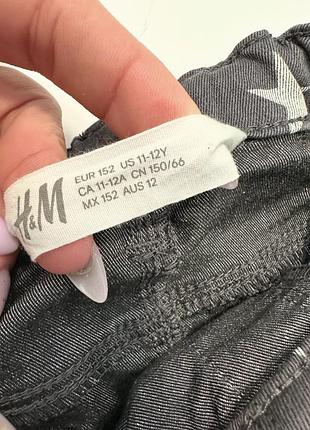 H&M
EUR 152 US 11-12Y
CA 11-12A CN 150/66
MX 152 AUS 12